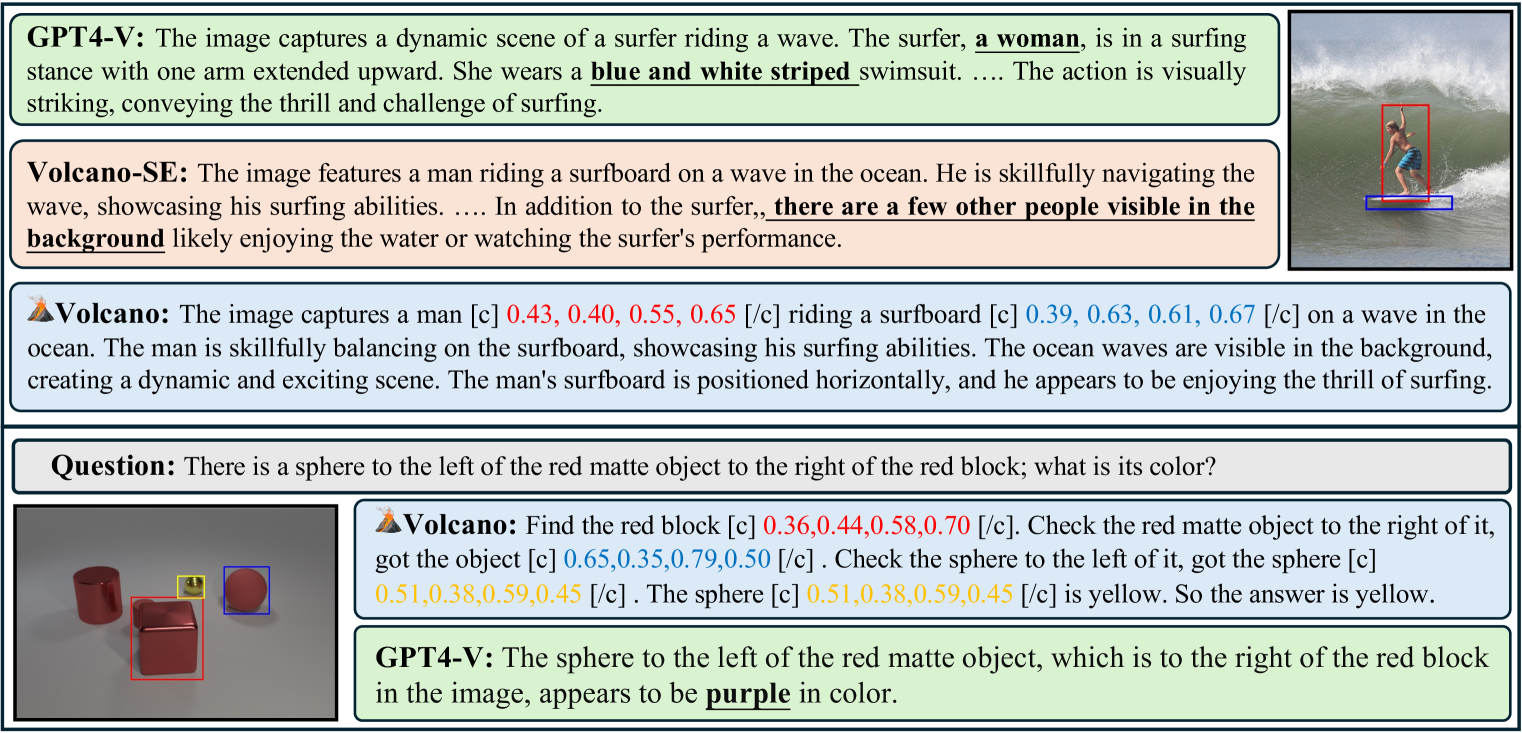 GPT4-V: The image captures a dynamic scene of a surfer riding a wave. The surfer, a woman, is in a surfing
stance with one arm extended upward. She wears a blue and white striped swimsuit. …. The action is visually
striking, conveying the thrill and challenge of surfing.
Volcano-SE: The image features a man riding a surfboard on a wave in the ocean. He is skillfully navigating the
wave, showcasing his surfing abilities. …. In addition to the surfer,, there are a few other people visible in the
background likely enjoying the water or watching the surfer's performance.
Volcano: The image captures a man [c] 0.43, 0.40, 0.55, 0.65 [/c] riding a surfboard [c] 0.39, 0.63, 0.61, 0.67 [/c] on a wave in the
ocean. The man is skillfully balancing on the surfboard, showcasing his surfing abilities. The ocean waves are visible in the background,
creating a dynamic and exciting scene. The man's surfboard is positioned horizontally, and he appears to be enjoying the thrill of surfing.
Question: There is a sphere to the left of the red matte object to the right of the red block; what is its color?
Volcano: Find the red block [c] 0.36,0.44,0.58,0.70 [/c]. Check the red matte object to the right of it,
got the object [c] 0.65,0.35,0.79,0.50 [/c] . Check the sphere to the left of it, got the sphere [c]
0.51,0.38,0.59,0.45 [/c] . The sphere [c] 0.51,0.38,0.59,0.45 [/c] is yellow. So the answer is yellow.
GPT4-V: The sphere to the left of the red matte object, which is to the right of the red block
in the image, appears to be purple in color.